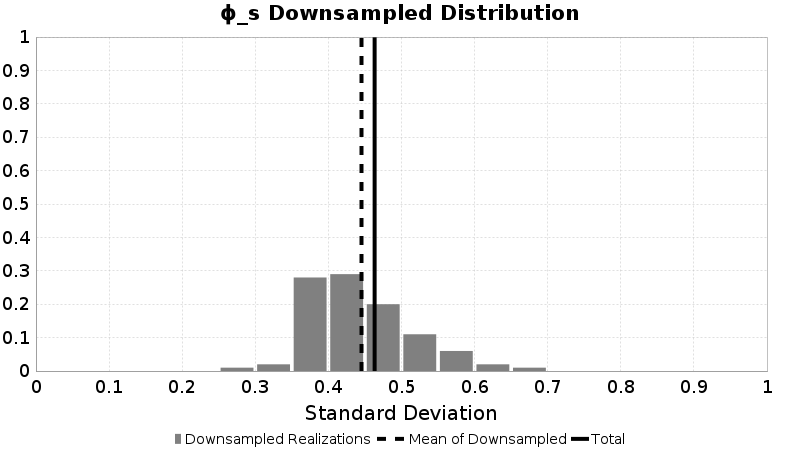 ϕ_s Downsampled Distribution
1
0.9
0.8
0.7
0.6
0.5
0.4
0.3
0.2
0.1
0
0 0.1 0.2 0.3 0.4 0.5 0.6 0.7 0.8 0.9 1
Standard Deviation
Downsampled Realizations Mean of Downsampled Total